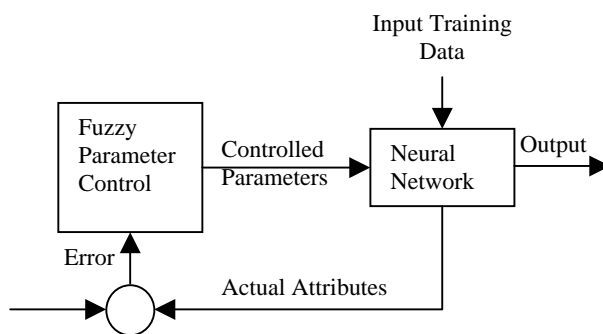 Input Training
Data
Fuzzy
Parameter
Control
Controlled
Parameters
Neural
Network
Output
Error
Actual Attributes